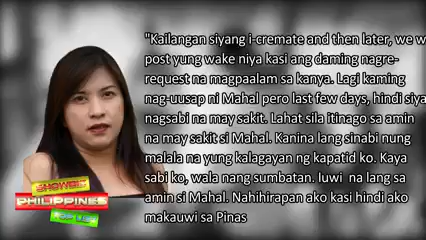 "Kailangan siyang i-cremate and then later, we w
post yung wake niya kasi ang daming nagre-
request na magpaalam sa kanya. Lagi kaming
nag-uusap ni Mahal pero last few days, hindi siya
nagsabi na may sakit. Lahat sila itinago sa amin
na may sakit si Mahal. Kanina lang sinabi nung
malala na yung kalagayan ng kapatid ko. Kaya
sabi ko, wala nang sumbatan. luwi  na lang sa
amin si Mahal. Nahihirapan ako kasi hindi ako
makauwi sa Pinas
SHOWBIZ
PHILIPPINES